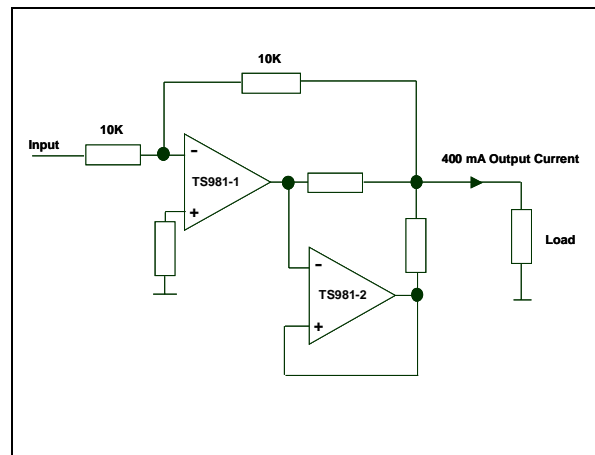 10K
10K
Input
-
TS981-1
+
400 mA Output Current
Load
-
TS981-2
+